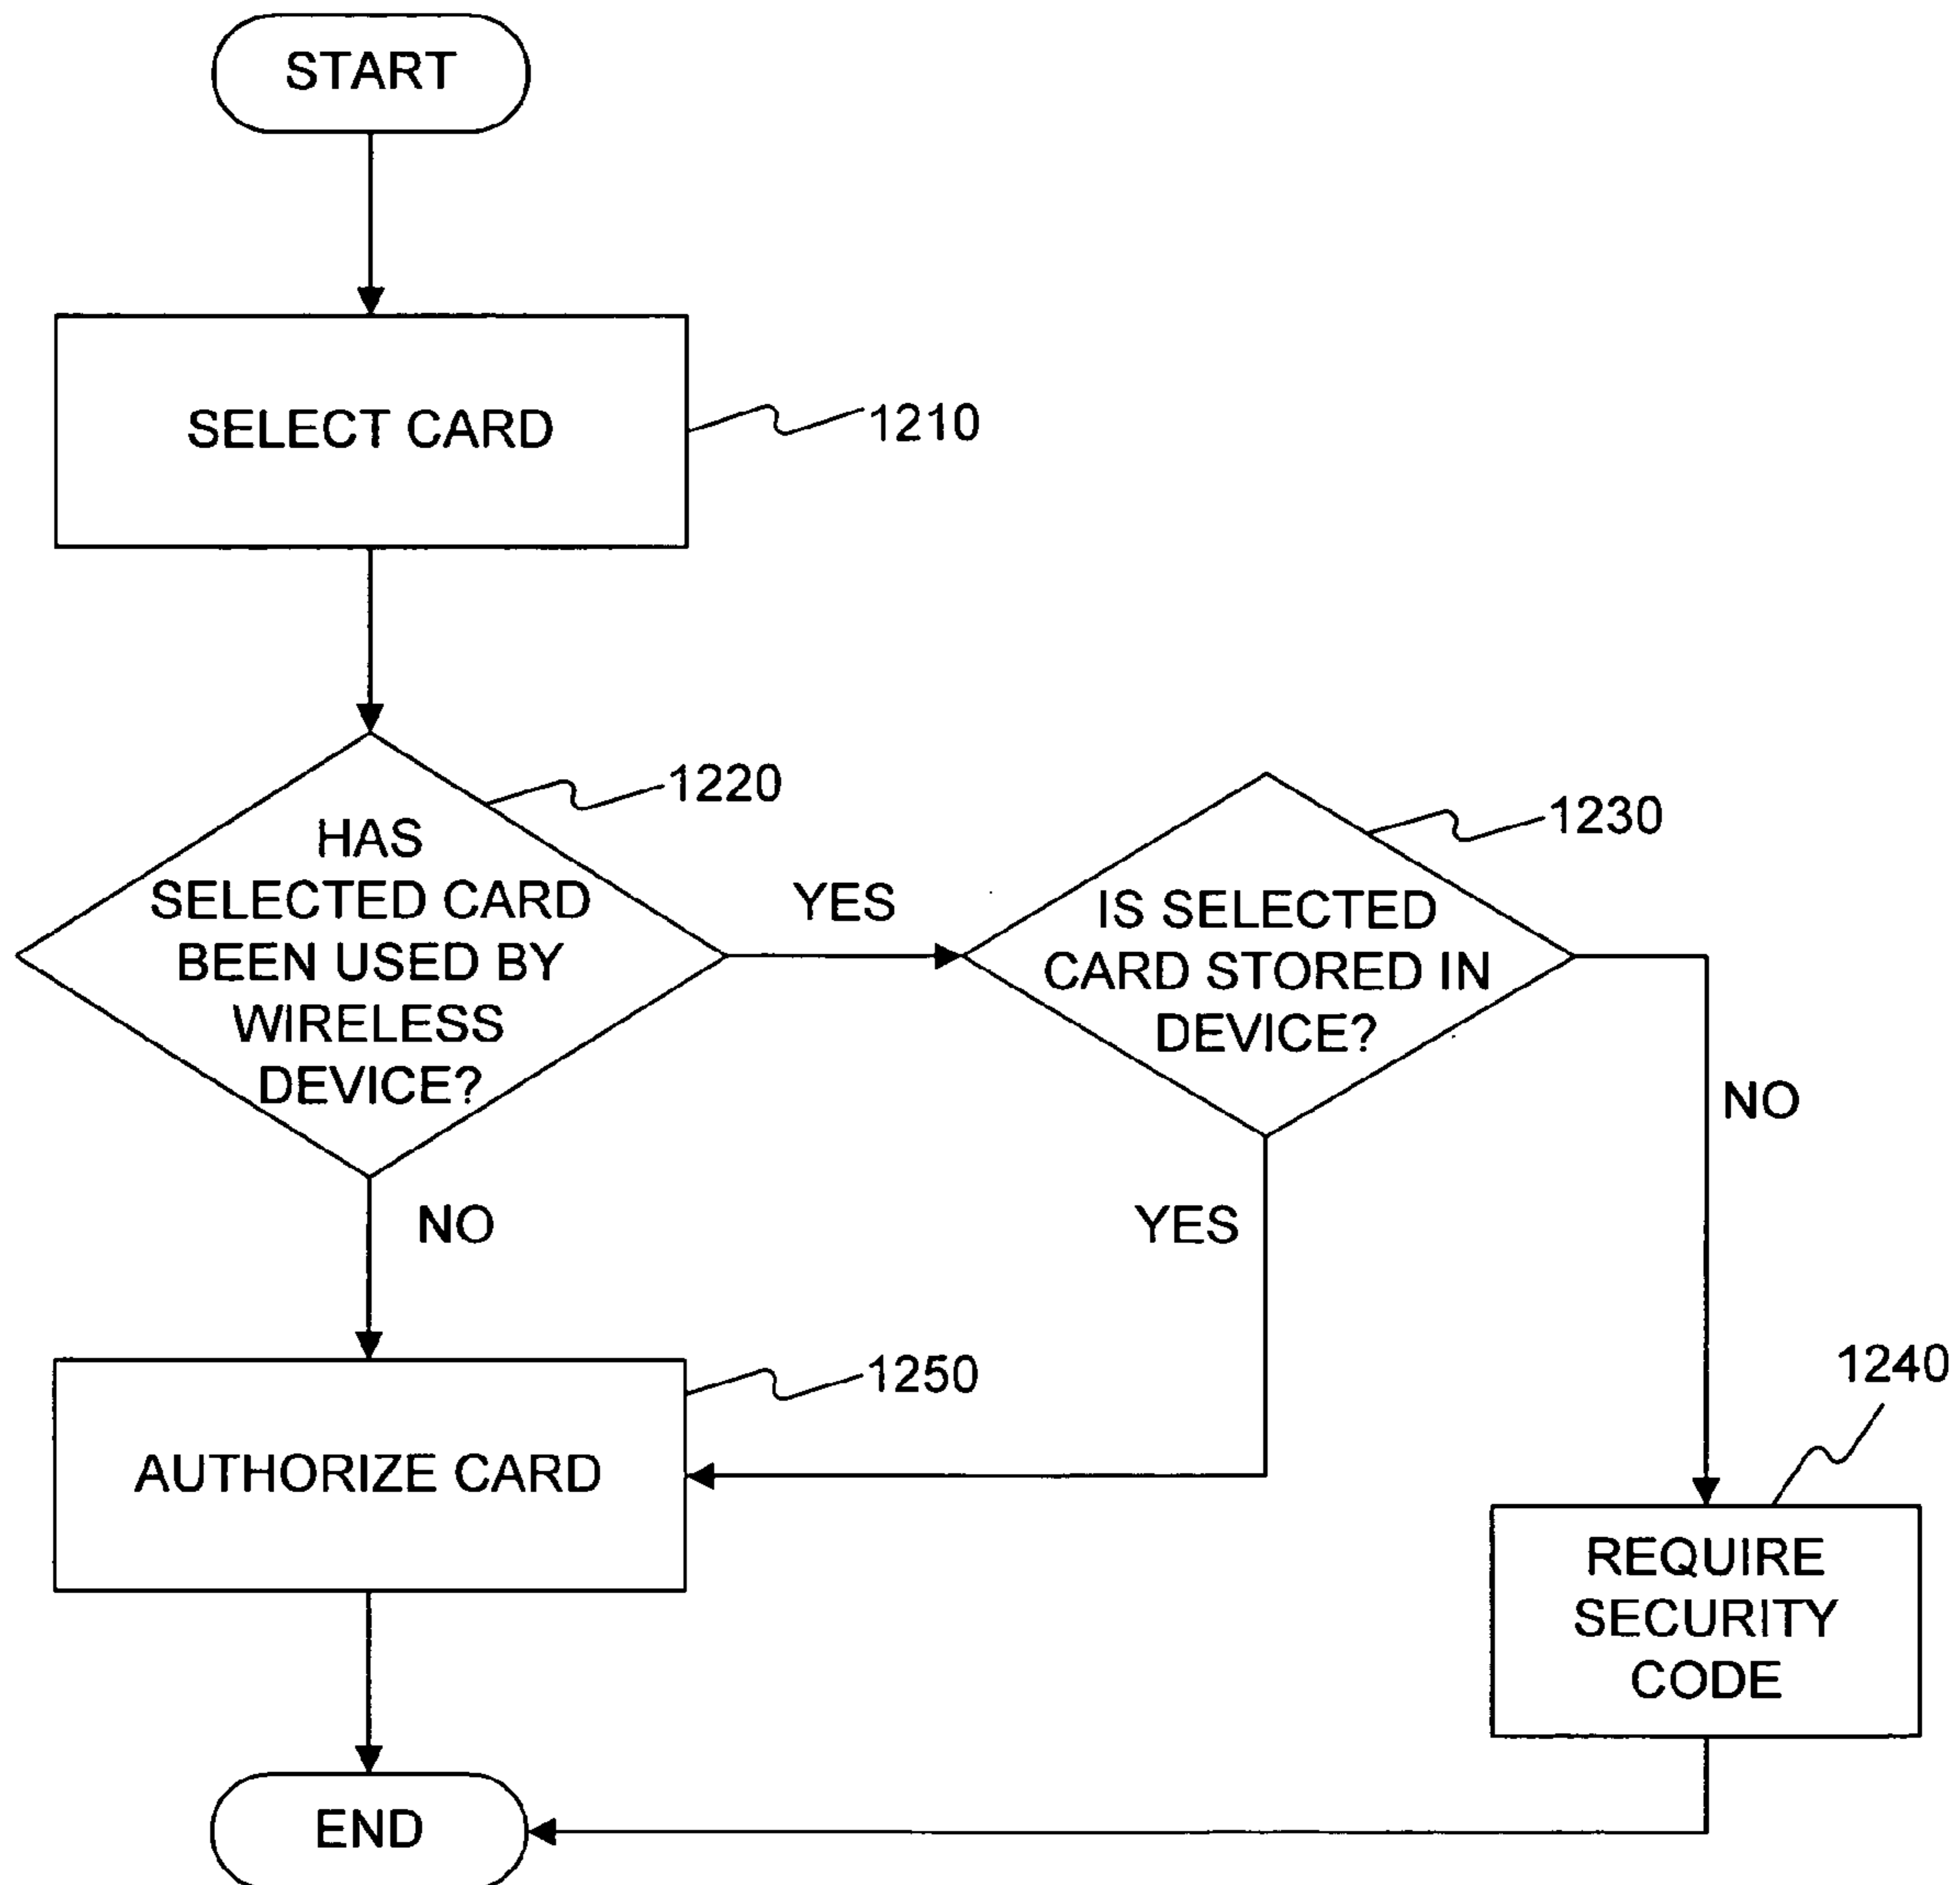 START
SELECT CARD
1210
HAS
SELECTED CARD
BEEN USED BY
WIRELESS
DEVICE?
1220
YES
IS SELECTED
CARD STORED IN
DEVICE?
1230
NO
YES
NO
AUTHORIZE CARD
1250
1240
REQUIRE
SECURITY
CODE
END